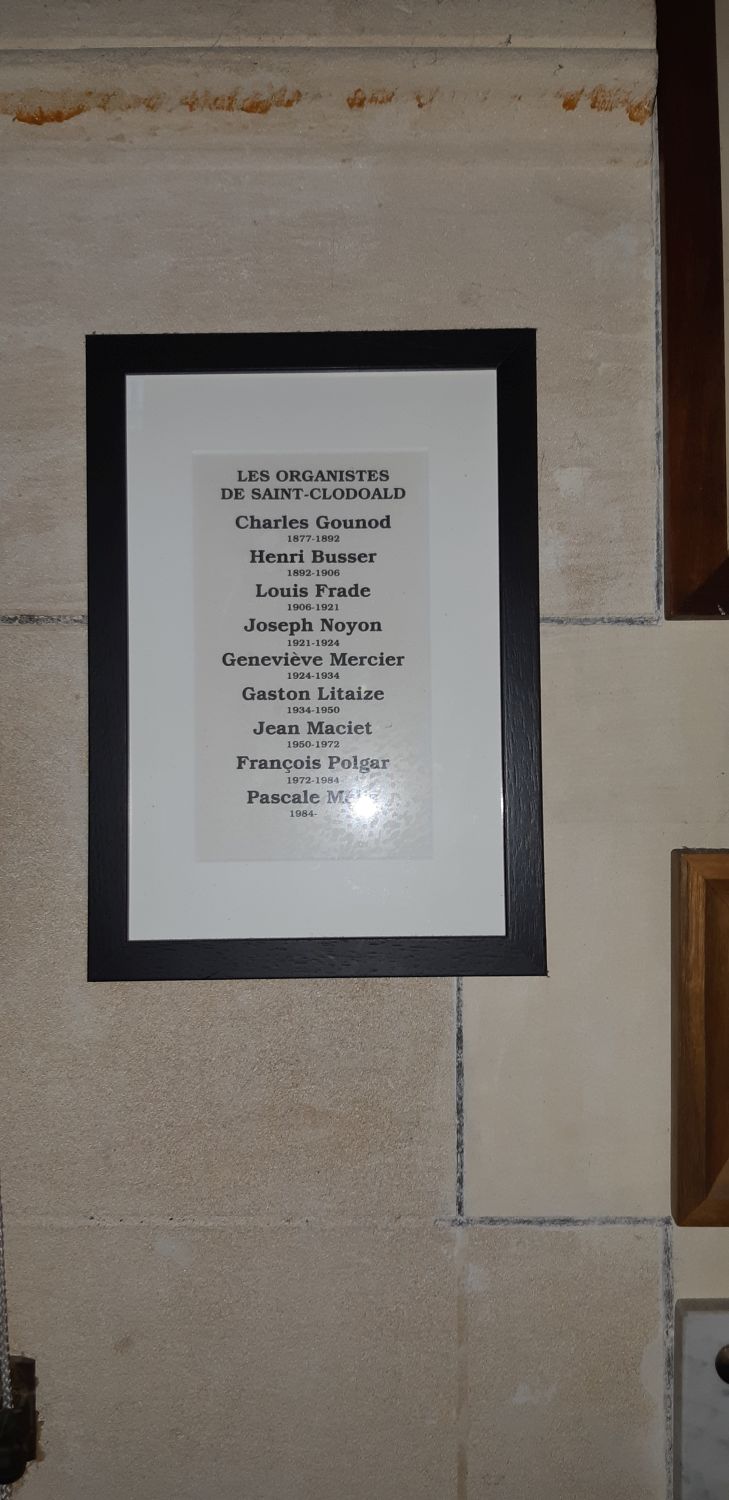 LES ORGANISTES
DE SAINT-CLODOALD
Charles Gounod
1877-1892
Henri Busser
1892-1906
Louis Frade
1906-1921
Joseph Noyon
1921-1924
Geneviève Mercier
1924-1934
Gaston Litaize
1934-1950
Jean Maciet
1950-1972
François Polgar
1972-1984
Pascale
1984-